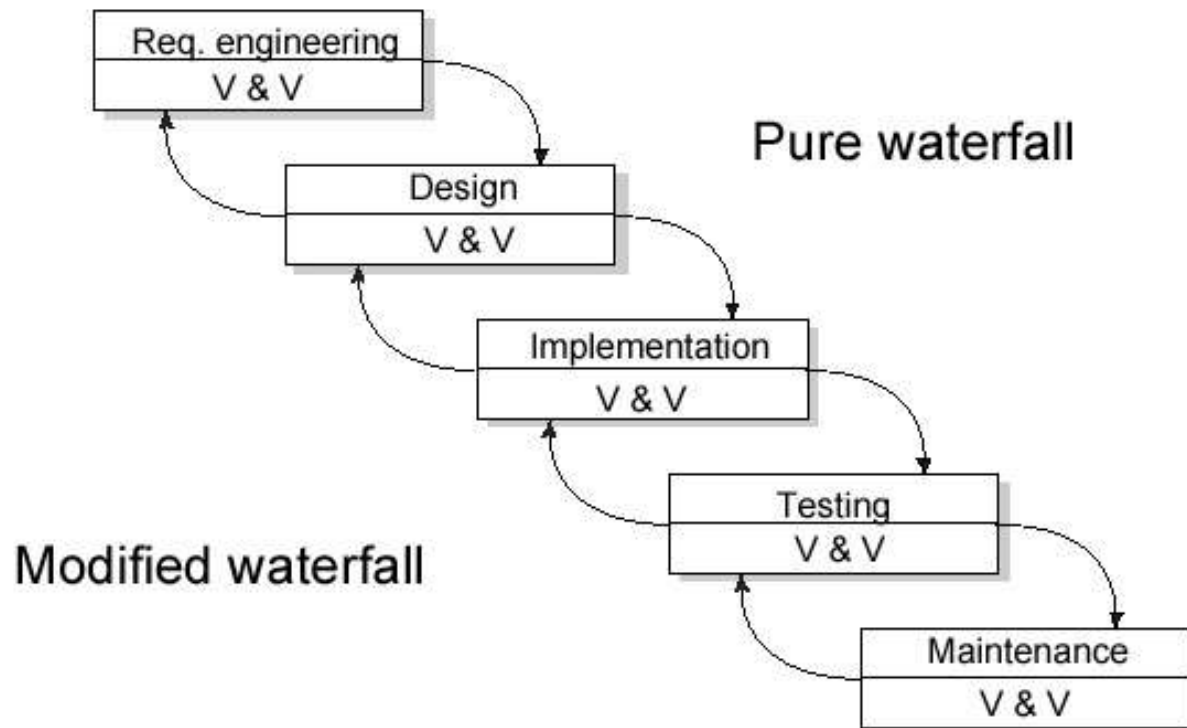 Req. engineering
V & V
Pure waterfall
Design
V & V
Implementation
V & V
Testing
V & V
Modified waterfall
Maintenance
V & V